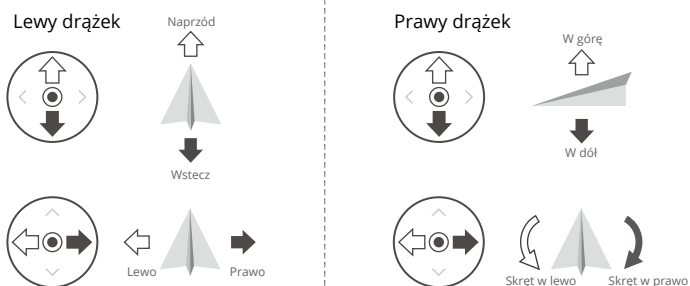 Lewy drążek
Naprzód
Wstecz
Lewo
Prawo
Prawy drążek
W górę
W dół
Skręt w lewo
Skręt w prawo